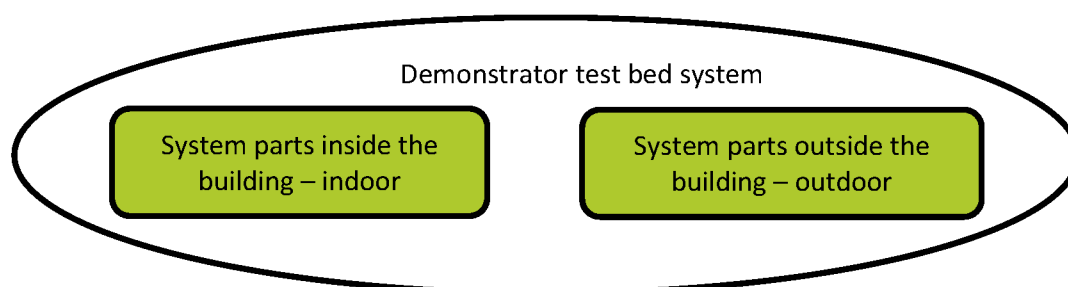 Demonstrator test bed system
System parts inside the
building – indoor
System parts outside the
building – outdoor